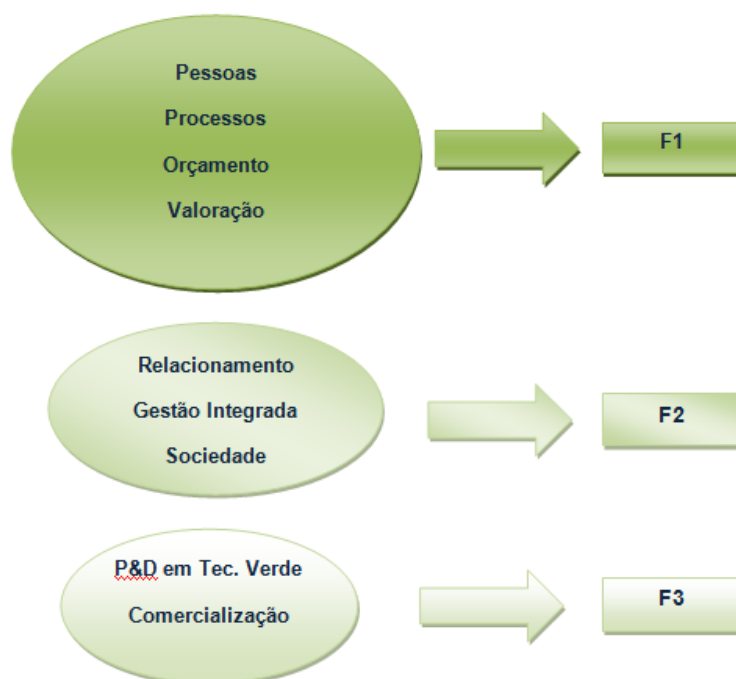 Pessoas
Processos
Orçamento
Valoração
F1
Relacionamento
Gestão Integrada
Sociedade
F2
P&D em Tec. Verde
Comercialização
F3